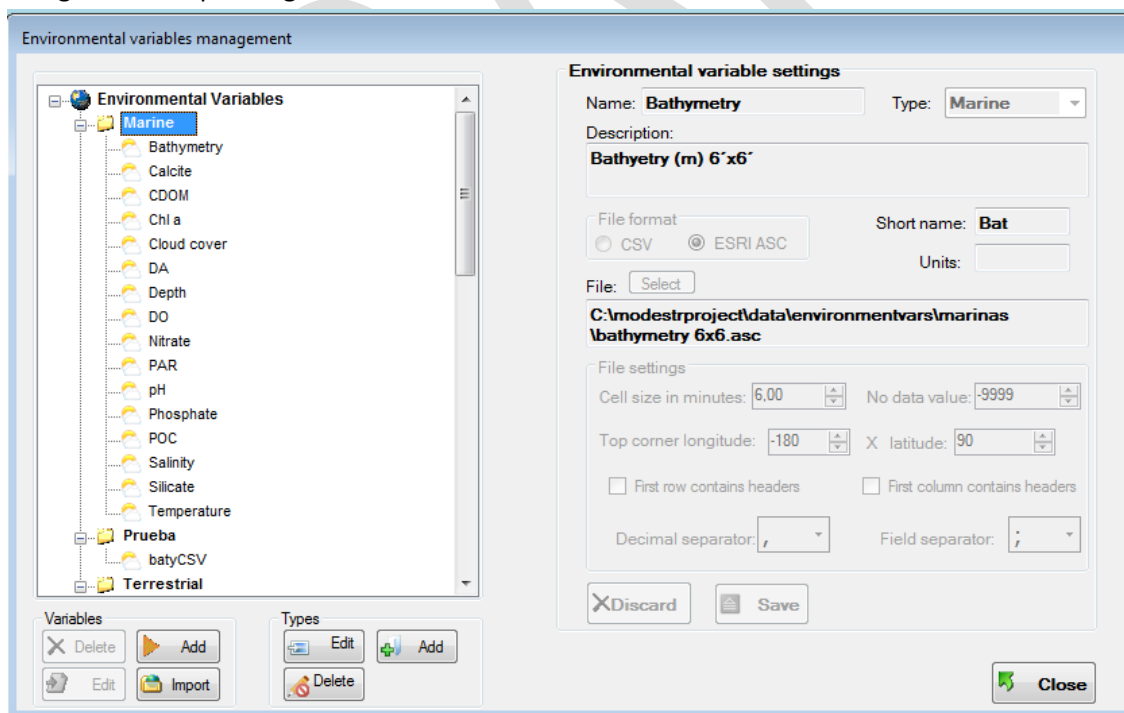 Environmental variables management
Environmental Variables
Marine
Bathymetry
Calcite
CDOM
Chl a
Cloud cover
DA
Depth
DO
Nitrate
PAR
pH
Phosphate
POC
Salinity
Silicate
Temperature
Prueba
batyCSV
Terrestrial
Variables
Delete Add
Edit Import
Types
Edit Add
Delete
Environmental variable settings
Name: Bathymetry Type: Marine
Description:
Bathyetry (m) 6´x6´
File format
CSV ESRI ASC
Short name: Bat
Units:
File: Select
C:\modestrproject\data\environmentvars\marinas
\bathymetry 6x6.asc
File settings
Cell size in minutes: 6,00 No data value: -9999
Top corner longitude: -180 X latitude: 90
First row contains headers First column contains headers
Decimal separator: , Field separator: ;
Discard Save
Close